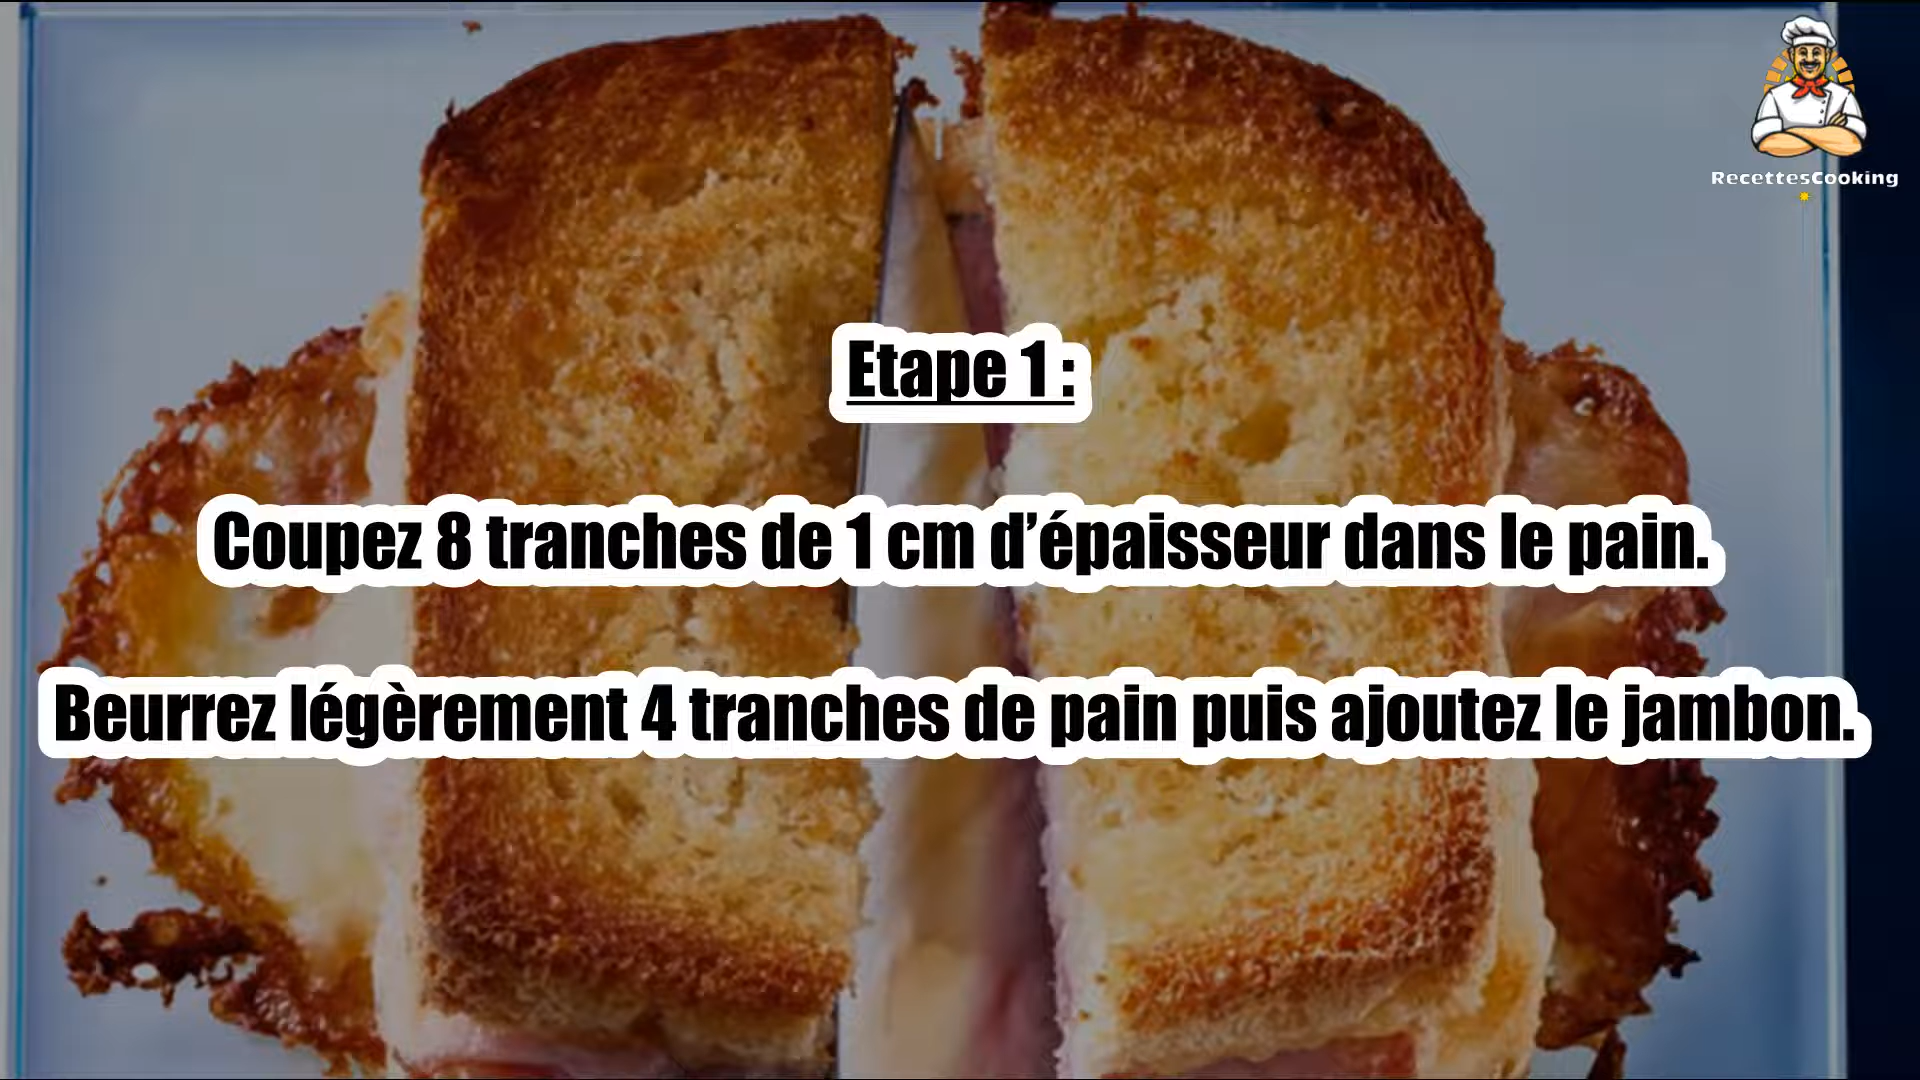 RecettesCooking
Etape 1 :
Coupez 8 tranches de 1 cm d’épaisseur dans le pain.
Beurrez légèrement 4 tranches de pain puis ajoutez le jambon.